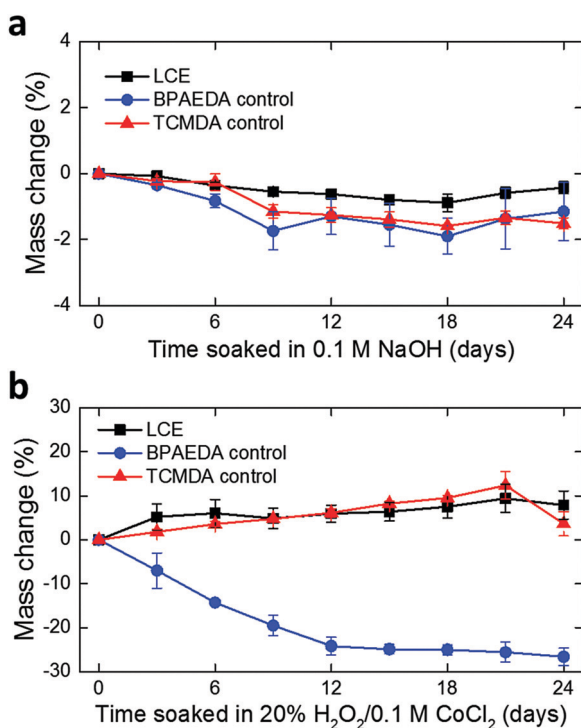 a
4
2
0
-2
-4
Mass change (%)
LCE
BPAEDA control
TCMDA control
0 6 12 18 24
Time soaked in 0.1 M NaOH (days)
b
30
20
10
0
-10
-20
-30
Mass change (%)
LCE
BPAEDA control
TCMDA control
0 6 12 18 24
Time soaked in 20% H₂O₂/0.1 M CoCl₂ (days)